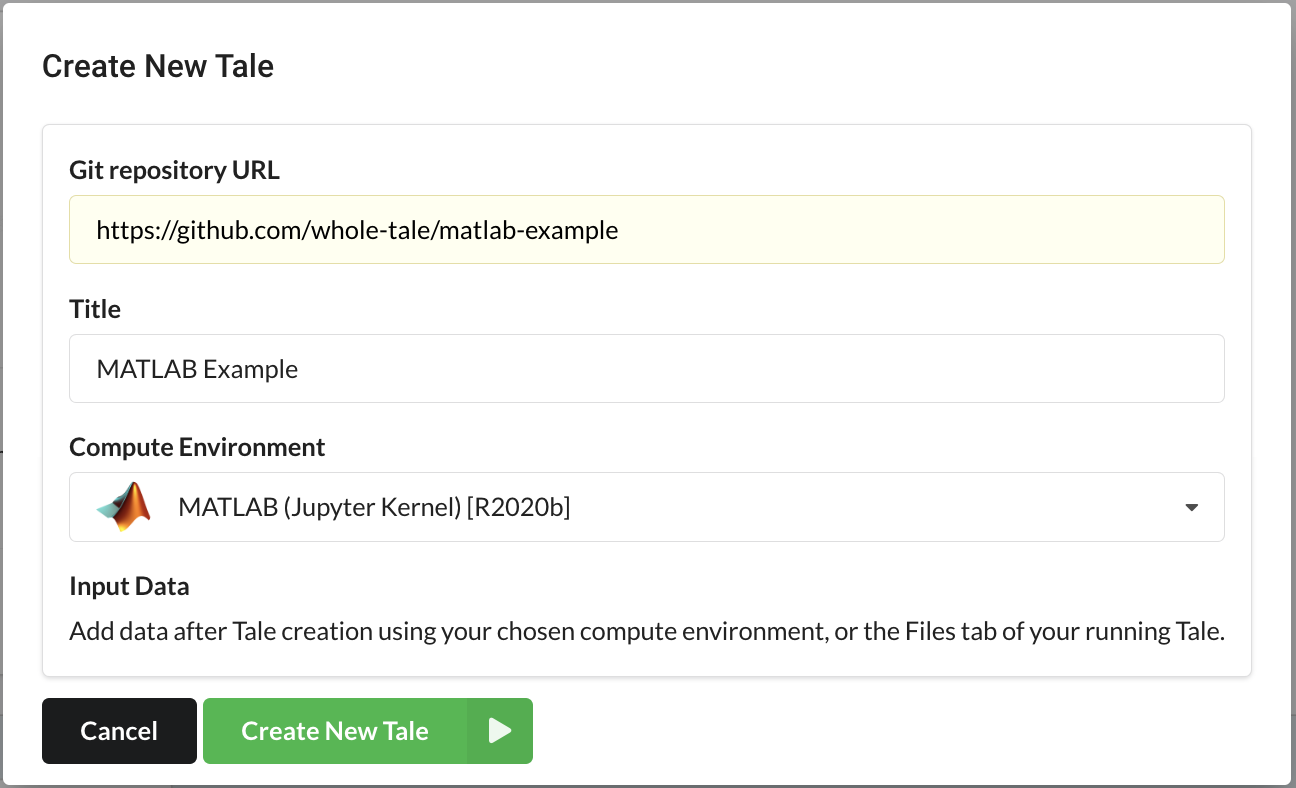 Create New Tale
Git repository URL
https://github.com/whole-tale/matlab-example
Title
MATLAB Example
Compute Environment
MATLAB (Jupyter Kernel) [R2020b]
Input Data
Add data after Tale creation using your chosen compute environment, or the Files tab of your running Tale.
Cancel
Create New Tale